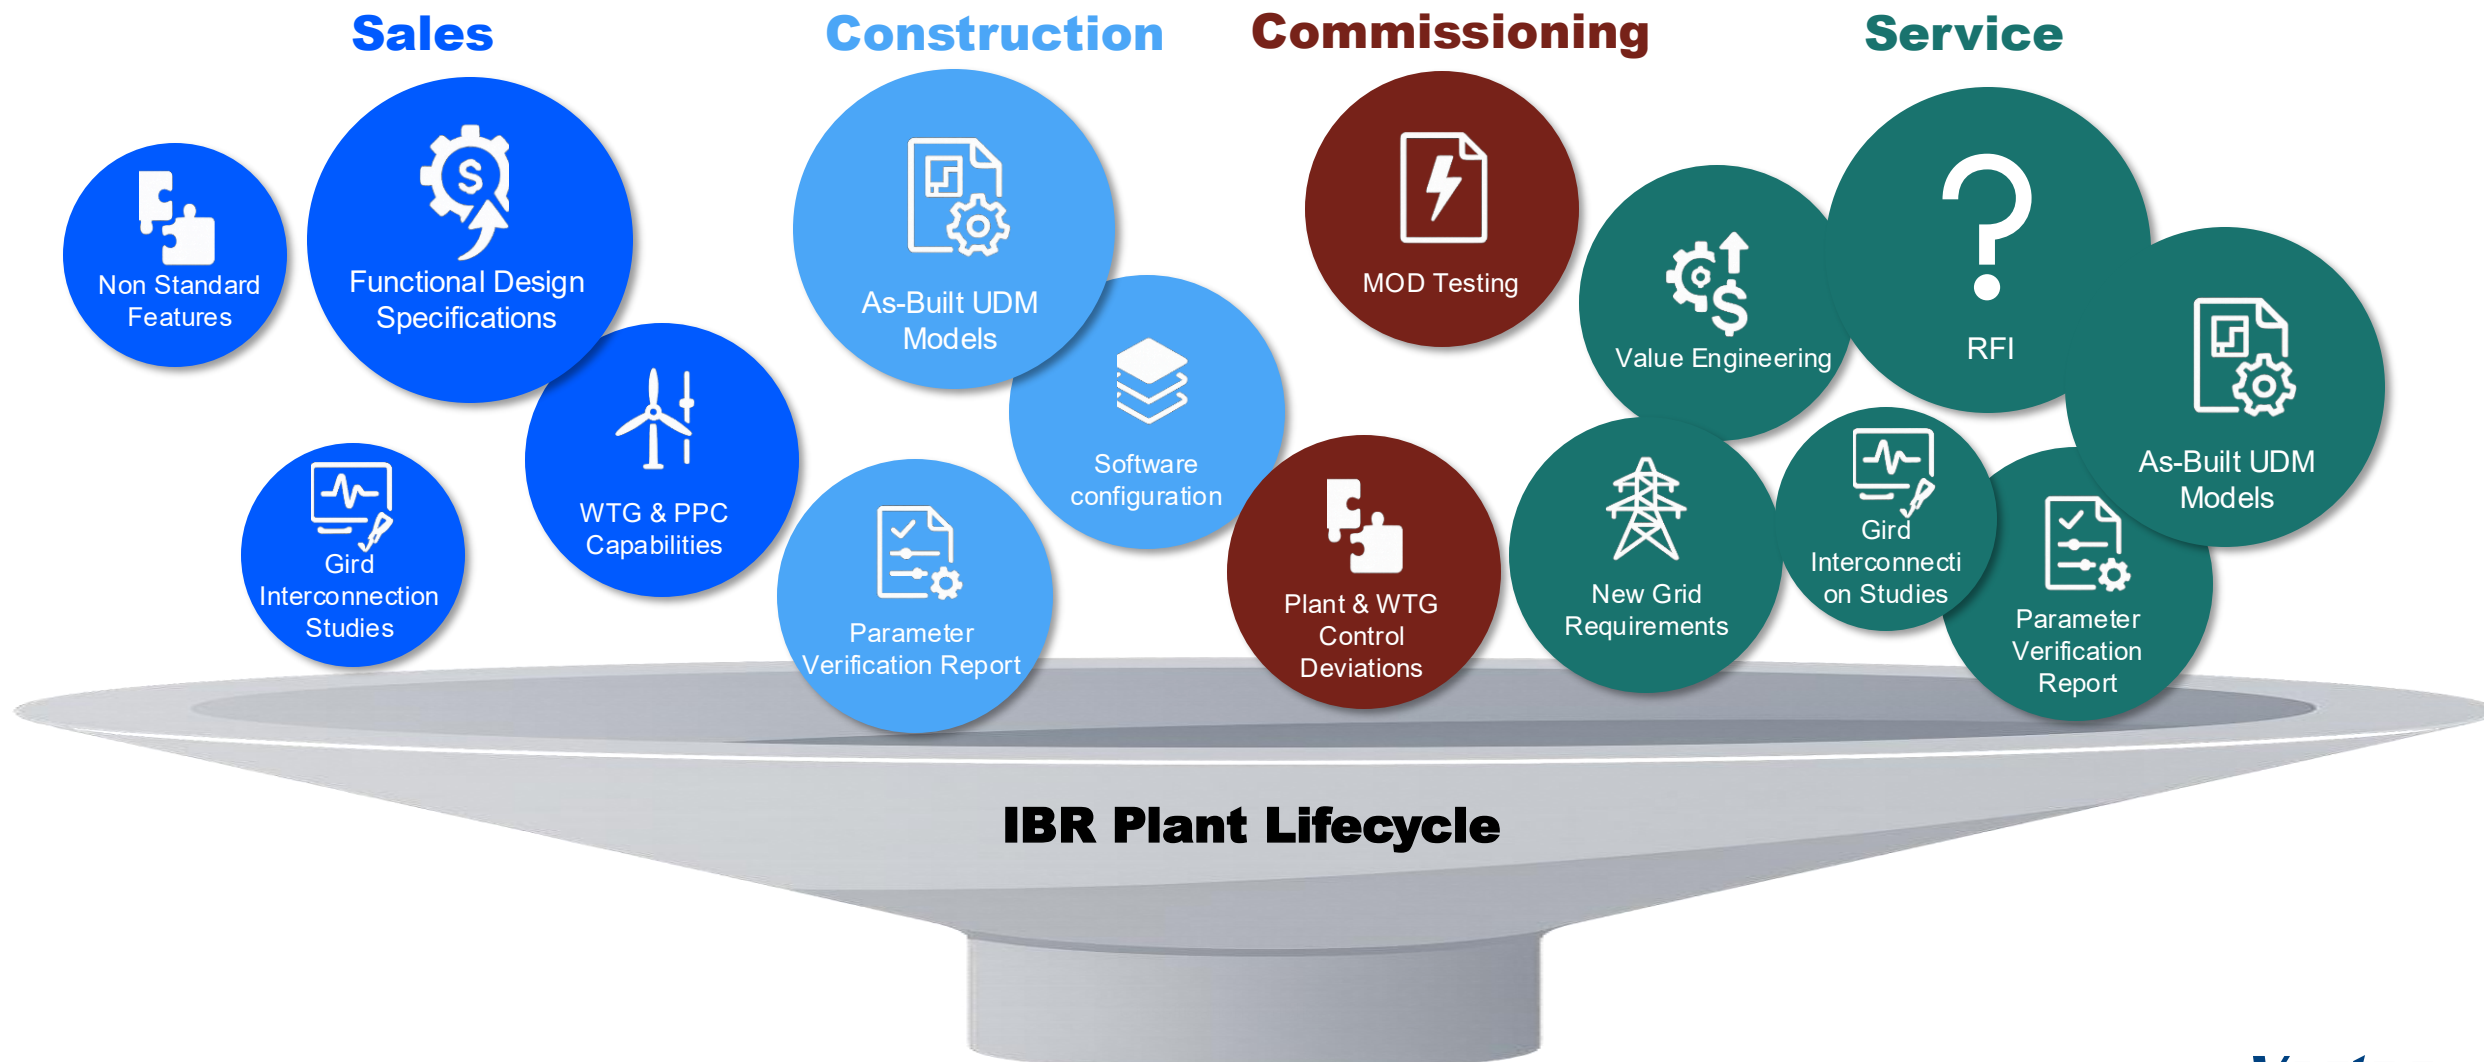 Sales
Construction
Commissioning
Service
Non Standard
Features
Functional Design
Specifications
WTG & PPC
Capabilities
Gird
Interconnection
Studies
As-Built UDM
Models
Software
configuration
Parameter
Verification Report
MOD Testing
Plant & WTG
Control
Deviations
Value Engineering
RFI
As-Built UDM
Models
New Grid
Requirements
Gird
Interconnecti
on Studies
Parameter
Verification
Report
IBR Plant Lifecycle